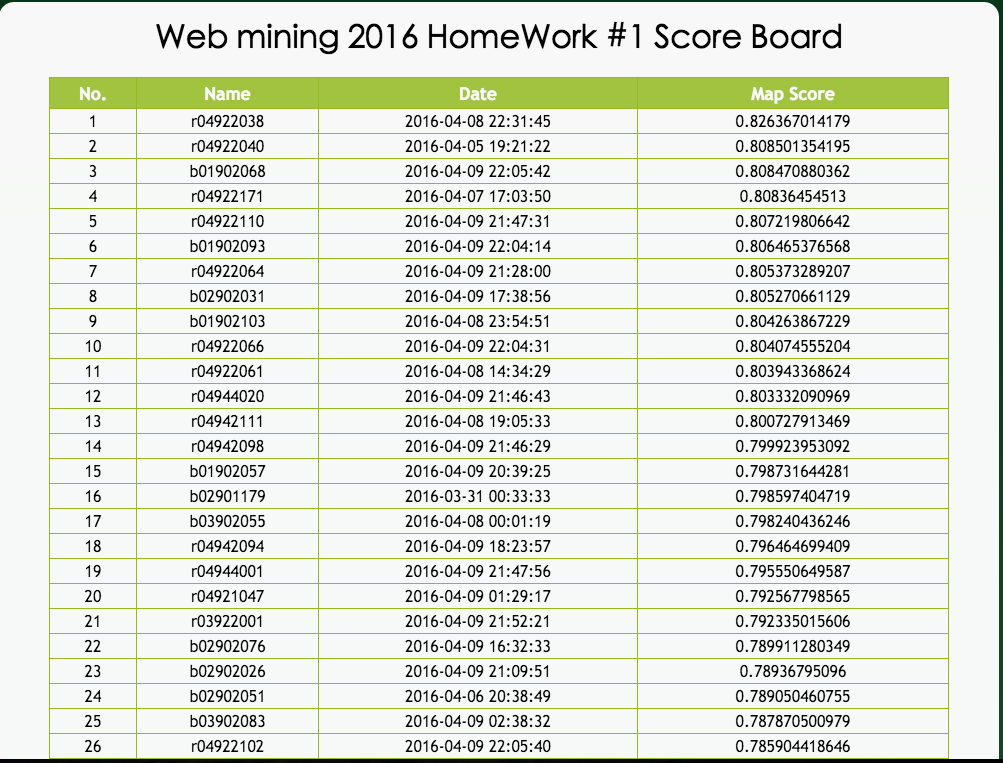 Web mining 2016 HomeWork #1 Score Board
No. Name Date Map Score
1 r04922038 2016-04-08 22:31:45 0.826367014179
2 r04922040 2016-04-05 19:21:22 0.808501354195
3 b01902068 2016-04-09 22:05:42 0.808470880362
4 r04922171 2016-04-07 17:03:50 0.80836454513
5 r04922110 2016-04-09 21:47:31 0.807219806642
6 b01902093 2016-04-09 22:04:14 0.806465376568
7 r04922064 2016-04-09 21:28:00 0.805373289207
8 b02902031 2016-04-09 17:38:56 0.805270661129
9 b01902103 2016-04-08 23:54:51 0.804263867229
10 r04922066 2016-04-09 22:04:31 0.804074555204
11 r04922061 2016-04-08 14:34:29 0.803943368624
12 r04944020 2016-04-09 21:46:43 0.803332090969
13 r04942111 2016-04-08 19:05:33 0.800727913469
14 r04942098 2016-04-09 21:46:29 0.799923953092
15 b01902057 2016-04-09 20:39:25 0.798731644281
16 b02901179 2016-03-31 00:33:33 0.798597404719
17 b03902055 2016-04-08 00:01:19 0.798240436246
18 r04942094 2016-04-09 18:23:57 0.796464699409
19 r04944001 2016-04-09 21:47:56 0.795550649587
20 r04921047 2016-04-09 01:29:17 0.792567798565
21 r03922001 2016-04-09 21:52:21 0.792335015606
22 b02902076 2016-04-09 16:32:33 0.789911280349
23 b02902026 2016-04-09 21:09:51 0.78936795096
24 b02902051 2016-04-06 20:38:49 0.789050460755
25 b03902083 2016-04-09 02:38:32 0.787870500979
26 r04922102 2016-04-09 22:05:40 0.785904418646